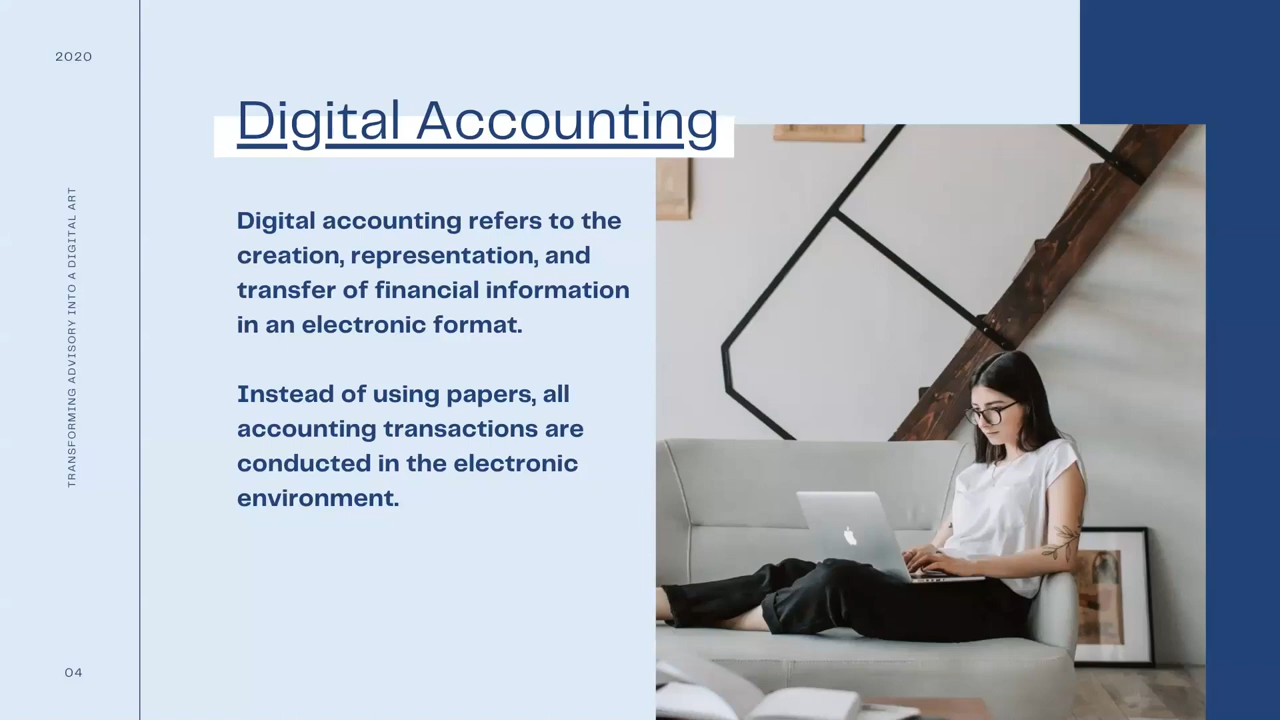 2020
Digital Accounting
Digital accounting refers to the
creation, representation, and
transfer of financial information
in an electronic format.
Instead of using papers, all
accounting transactions are
conducted in the electronic
environment.
TRANSFORMING ADVISORY INTO A DIGITAL ART
04